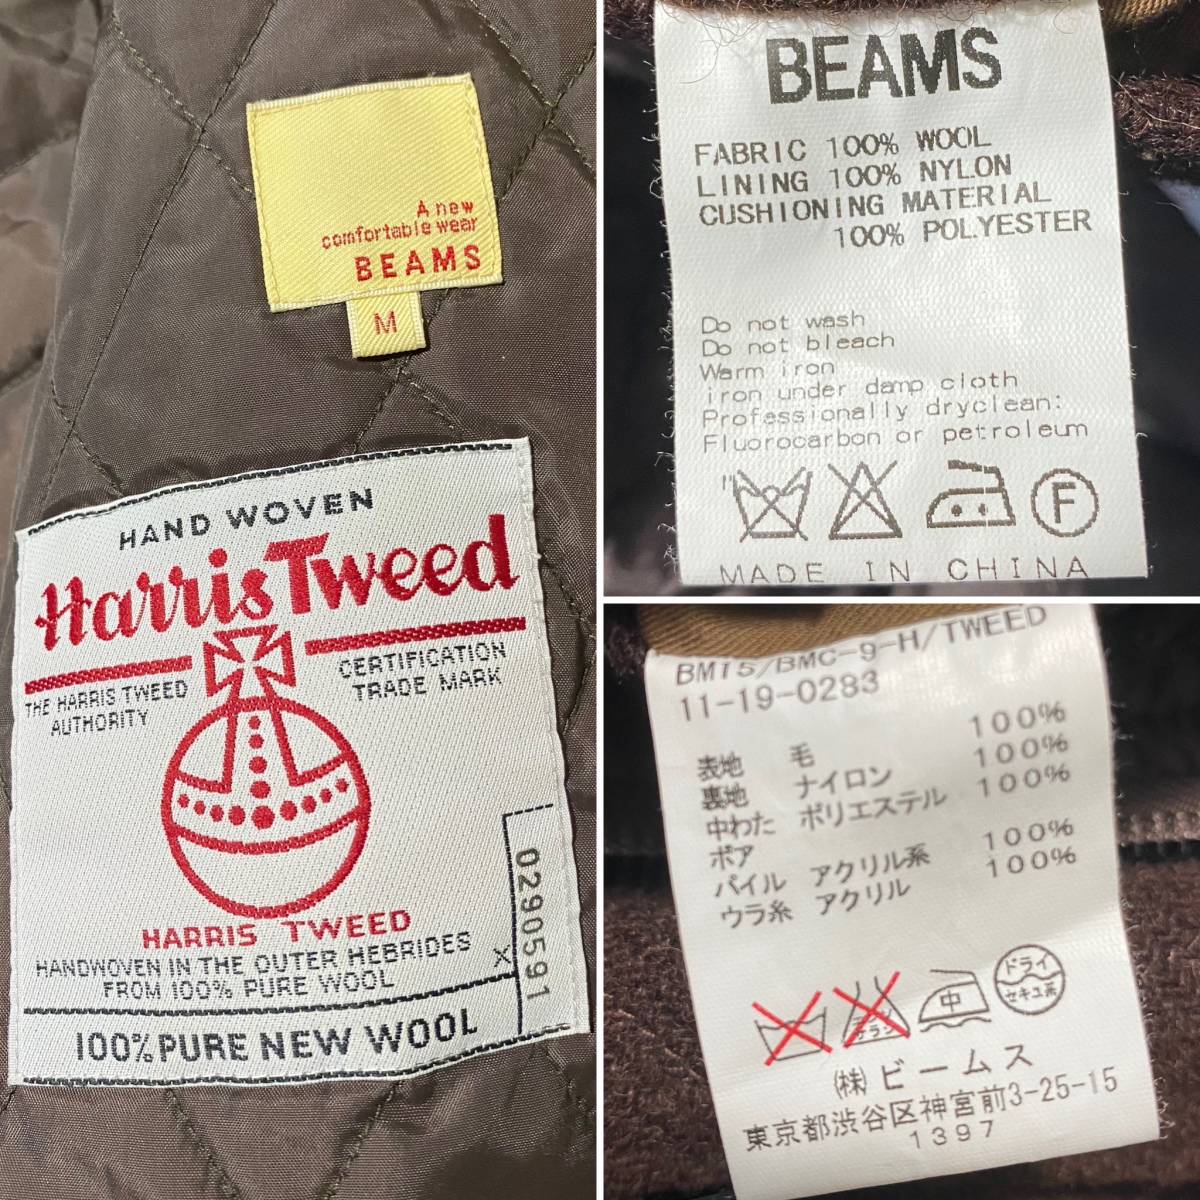 A new
comfortable wear
BEAMS
M
HAND WOVEN
Harris Tweed
THE HARRIS TWEED
AUTHORITY
CERTIFICATION
TRADE MARK
HARRIS TWEED
HANDWOVEN IN THE OUTER HEBRIDES
FROM 100% PURE WOOL
X
0290591
100% PURE NEW WOOL
BEAMS
FABRIC 100% WOOL
LINING 100% NYLON
CUSHIONING MATERIAL
100% POLYESTER
Do not wash
Do not bleach
Warm iron
iron under damp cloth
Professionally dryclean:
Fluorocarbon or petroleum
F
MADE IN CHINA
BMT5/BMC-9-H/TWEED
11-19-0283
表地 毛 100%
裏地 ナイロン 100%
中わた ポリエステル 100%
ボア
パイル アクリル系 100%
ウラ糸 アクリル 100%
中
ドライ
セキユ系
(株)ビームス
東京都渋谷区神宮前3-25-15
1397